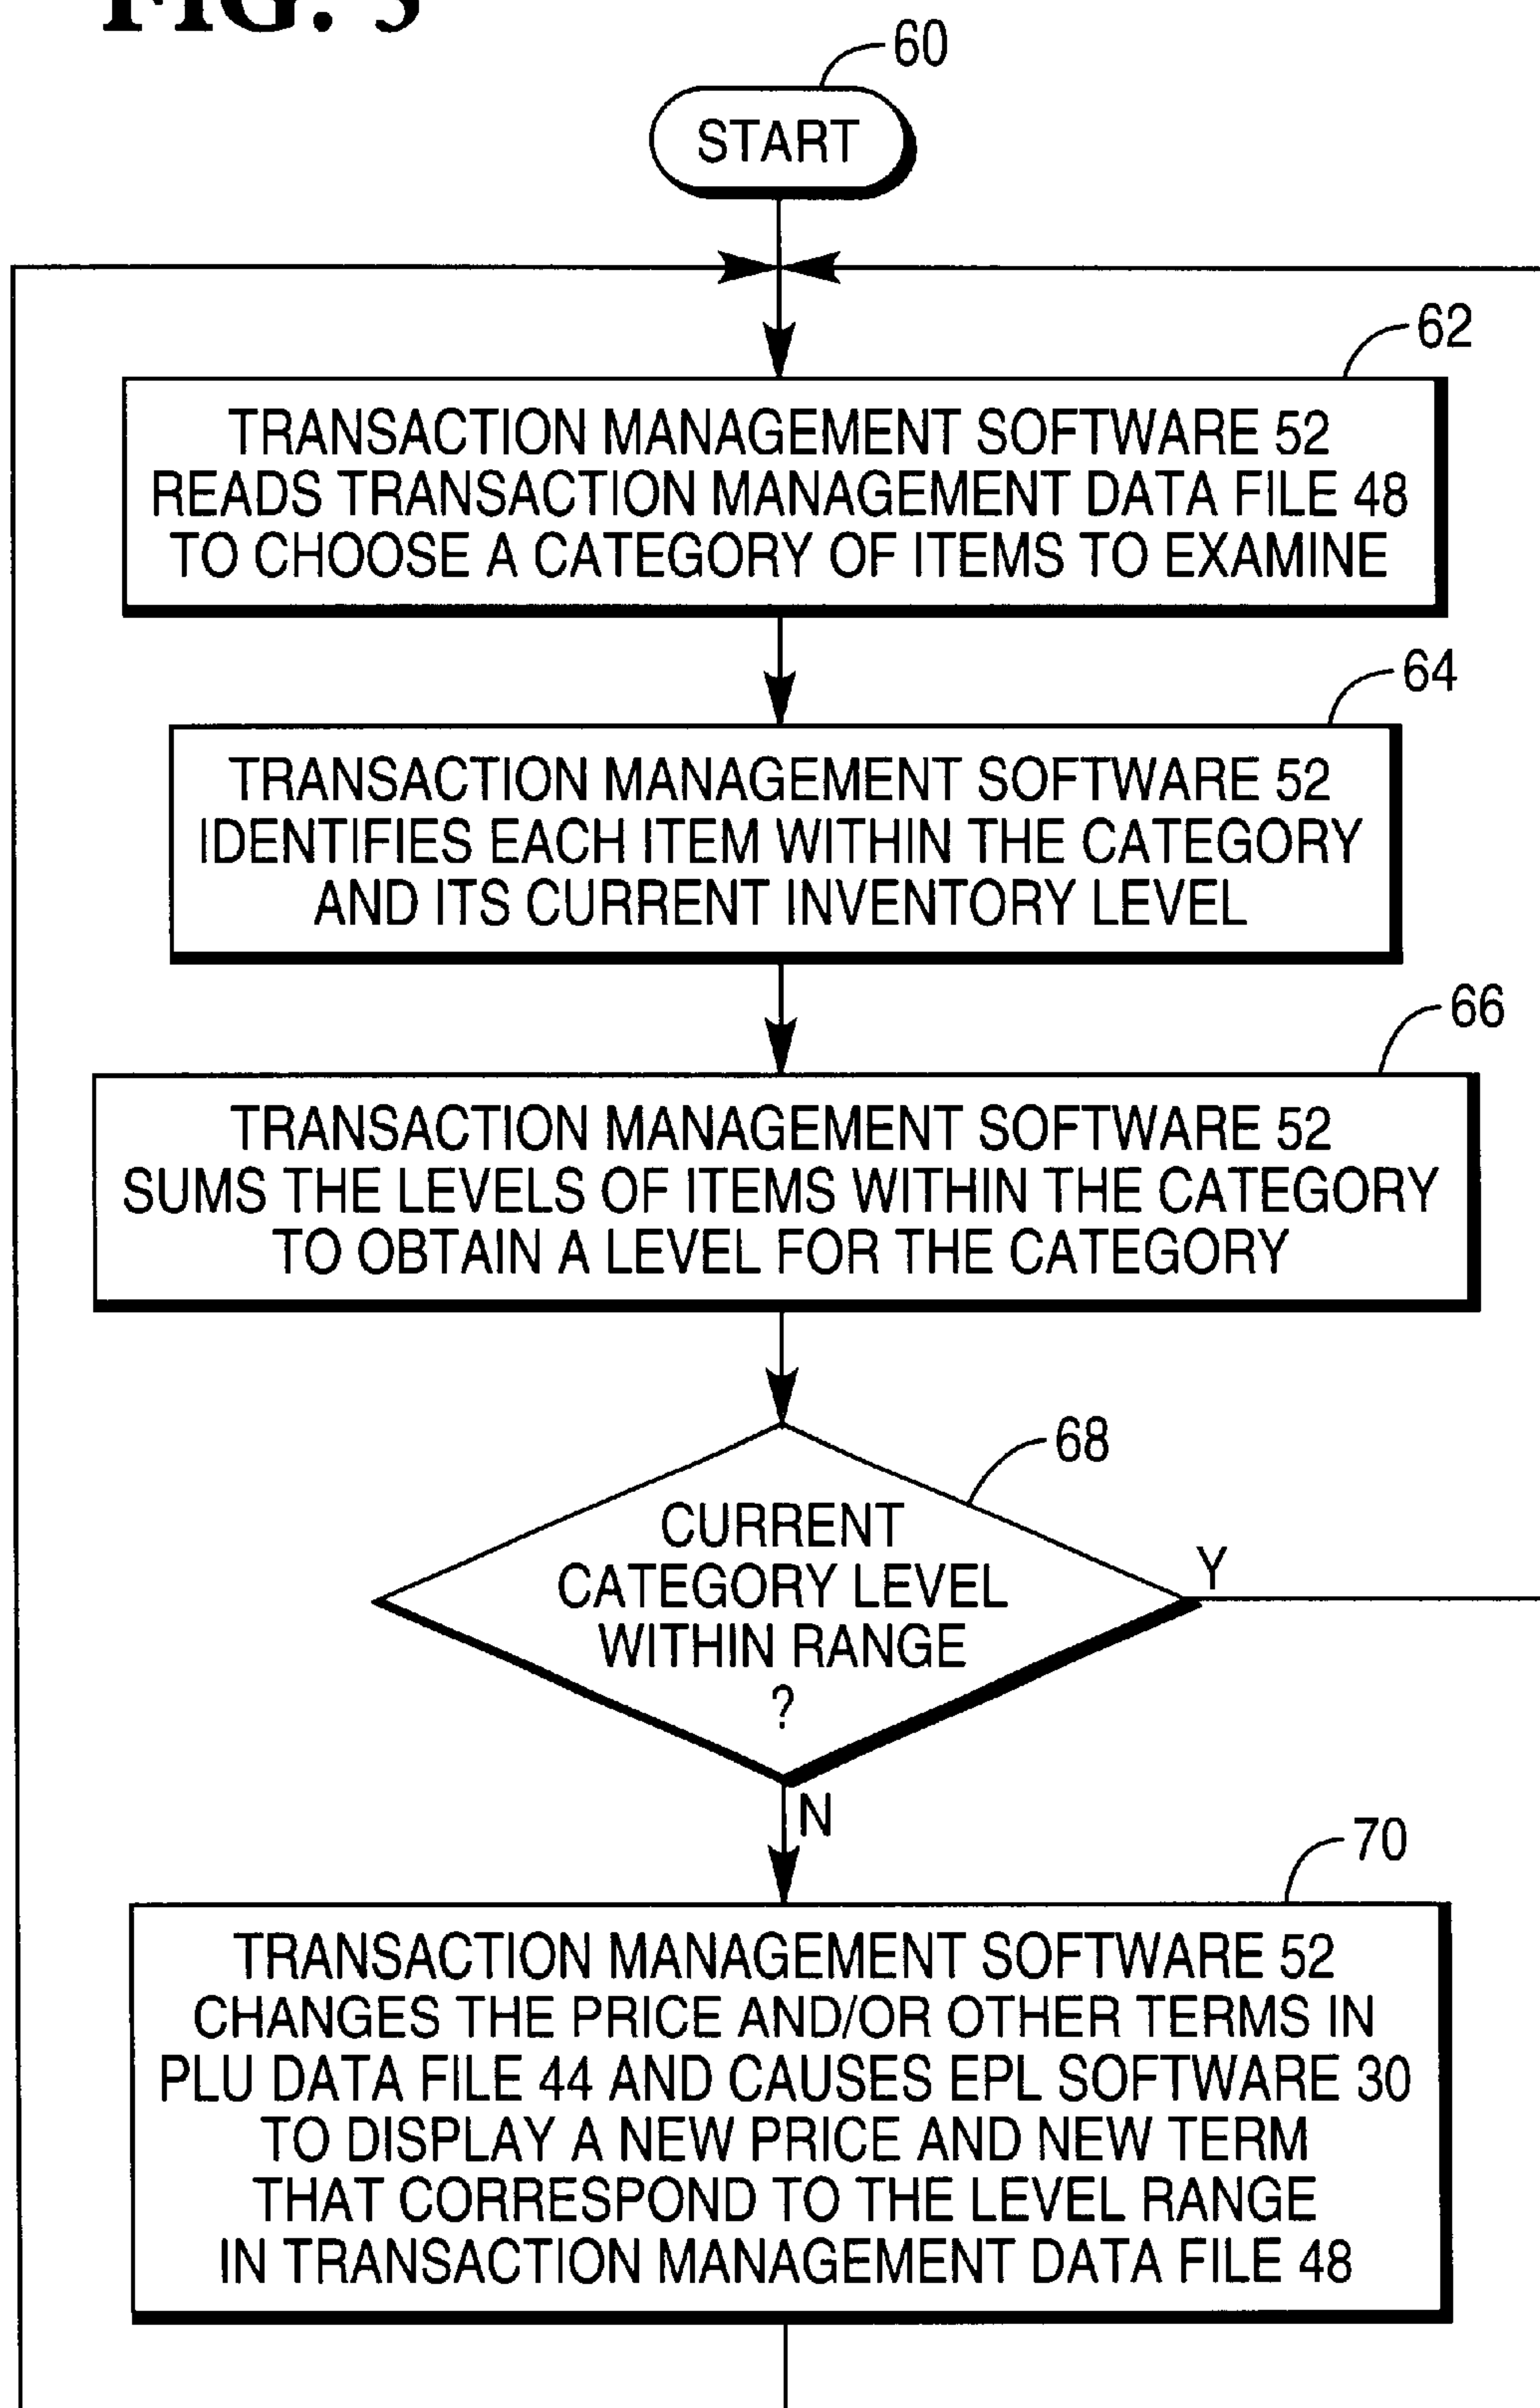 FIG.
60
START
62
TRANSACTION MANAGEMENT SOFTWARE 52
READS TRANSACTION MANAGEMENT DATA FILE 48
TO CHOOSE A CATEGORY OF ITEMS TO EXAMINE
64
TRANSACTION MANAGEMENT SOFTWARE 52
IDENTIFIES EACH ITEM WITHIN THE CATEGORY
AND ITS CURRENT INVENTORY LEVEL
66
TRANSACTION MANAGEMENT SOFTWARE 52
SUMS THE LEVELS OF ITEMS WITHIN THE CATEGORY
TO OBTAIN A LEVEL FOR THE CATEGORY
68
CURRENT
CATEGORY LEVEL
WITHIN RANGE
?
Y
N
70
TRANSACTION MANAGEMENT SOFTWARE 52
CHANGES THE PRICE AND/OR OTHER TERMS IN
PLU DATA FILE 44 AND CAUSES EPL SOFTWARE 30
TO DISPLAY A NEW PRICE AND NEW TERM
THAT CORRESPOND TO THE LEVEL RANGE
IN TRANSACTION MANAGEMENT DATA FILE 48